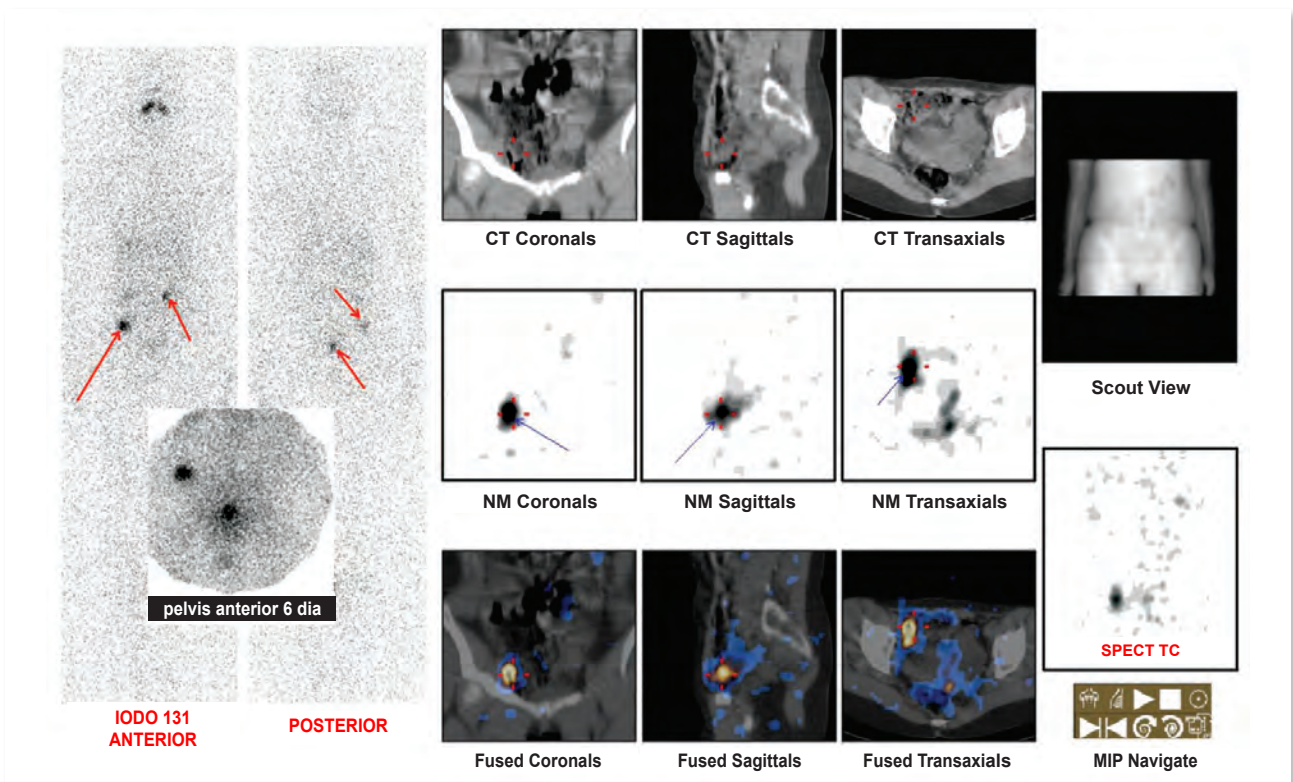 CT Coronals
CT Sagittals
CT Transaxials
Scout View
NM Coronals
NM Sagittals
NM Transaxials
pelvis anterior 6 dia
SPECT TC
IODO 131
ANTERIOR
POSTERIOR
Fused Coronals
Fused Sagittals
Fused Transaxials
MIP Navigate